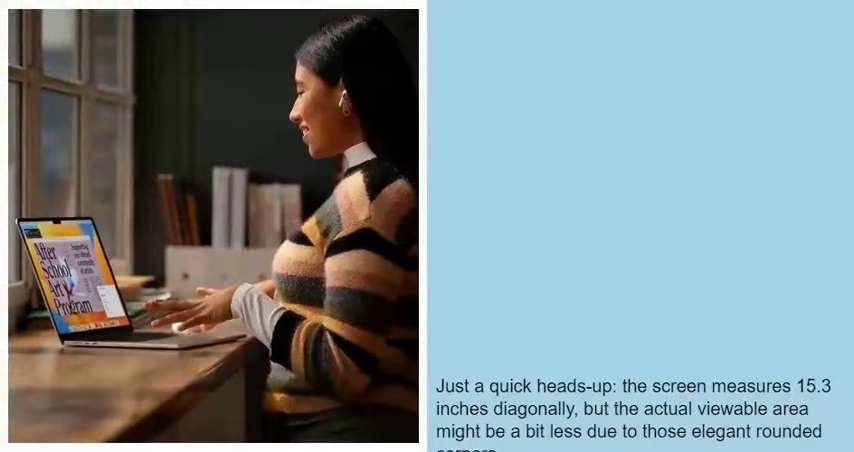 After
School
Art
Program
Just a quick heads-up: the screen measures 15.3
inches diagonally, but the actual viewable area
might be a bit less due to those elegant rounded